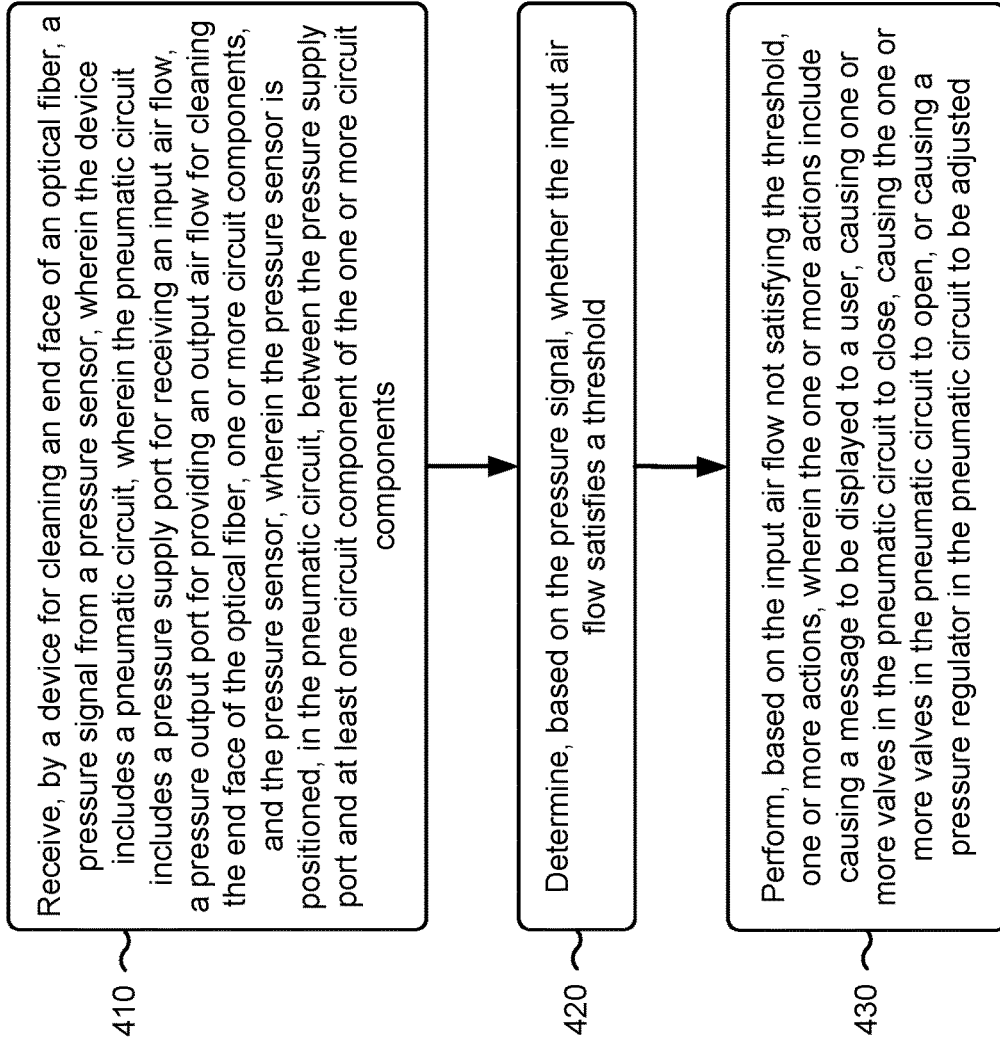 410
Receive, by a device for cleaning an end face of an optical fiber, a
pressure signal from a pressure sensor, wherein the device
includes a pneumatic circuit, wherein the pneumatic circuit
includes a pressure supply port for receiving an input air flow,
a pressure output port for providing an output air flow for cleaning
the end face of the optical fiber, one or more circuit components,
and the pressure sensor, wherein the pressure sensor is
positioned, in the pneumatic circuit, between the pressure supply
port and at least one circuit component of the one or more circuit
components
420
Determine, based on the pressure signal, whether the input air
flow satisfies a threshold
430
Perform, based on the input air flow not satisfying the threshold,
one or more actions, wherein the one or more actions include
causing a message to be displayed to a user, causing one or
more valves in the pneumatic circuit to close, causing the one or
more valves in the pneumatic circuit to open, or causing a
pressure regulator in the pneumatic circuit to be adjusted